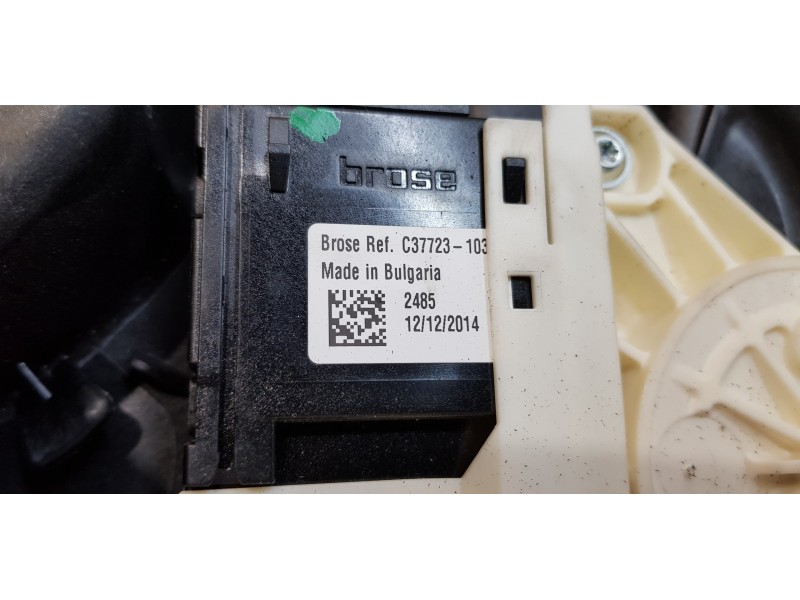 brose
Brose Ref. C37723-103
Made in Bulgaria
2485
12/12/2014